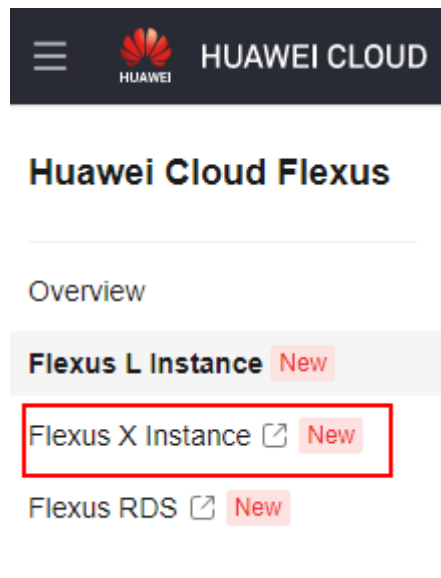 HUAWEI
HUAWEI CLOUD
Huawei Cloud Flexus
Overview
Flexus L Instance New
Flexus X Instance New
Flexus RDS New